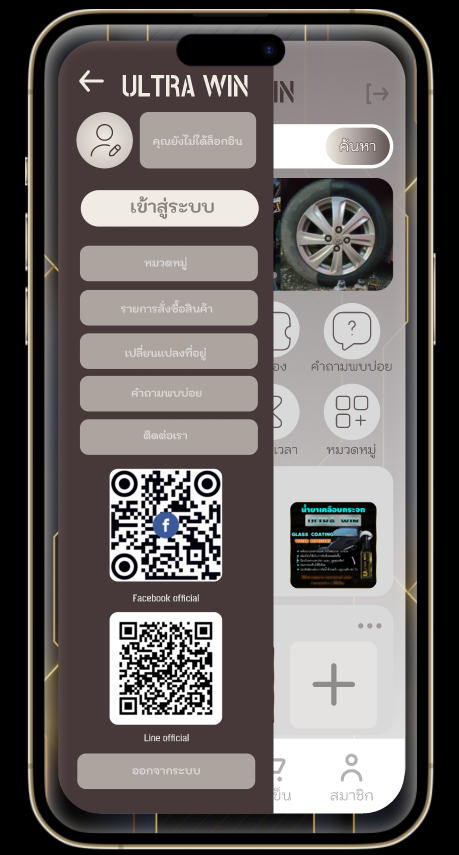 ULTRA WIN
IN
คุณยังไม่ได้ล็อกอิน
ค้นหา
เข้าสู่ระบบ
หมวดหมู่
รายการสั่งซื้อสินค้า
เปลี่ยนแปลงที่อยู่
คำถามพบบ่อย
ติดต่อเรา
คำถามพบบ่อย
เวลา
หมวดหมู่
น้ำยาเคลือบกระจก
ULTRA WIN
GLASS COATING
Facebook official
Line official
ออกจากระบบ
สมาชิก